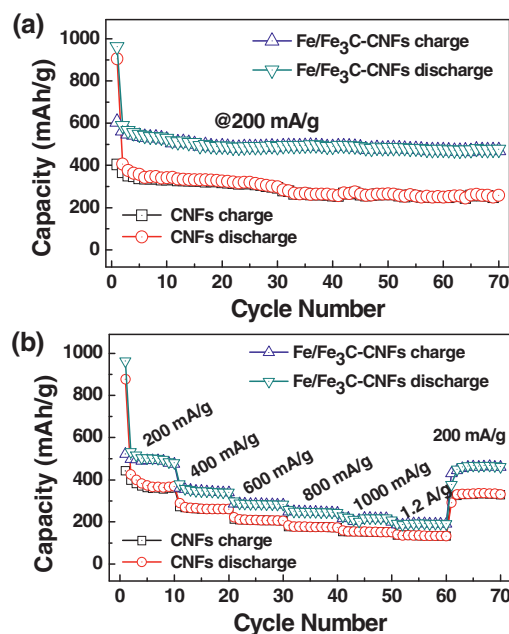 (a)
1000
800
600
400
200
0
Capacity (mAh/g)
Fe/Fe₃C-CNFs charge
Fe/Fe₃C-CNFs discharge
@200 mA/g
CNFs charge
CNFs discharge
0 10 20 30 40 50 60 70
Cycle Number
(b)
1000
800
600
400
200
0
Capacity (mAh/g)
Fe/Fe₃C-CNFs charge
Fe/Fe₃C-CNFs discharge
200 mA/g
400 mA/g
600 mA/g
800 mA/g
1000 mA/g
1.2 A/g
200 mA/g
CNFs charge
CNFs discharge
0 10 20 30 40 50 60 70
Cycle Number